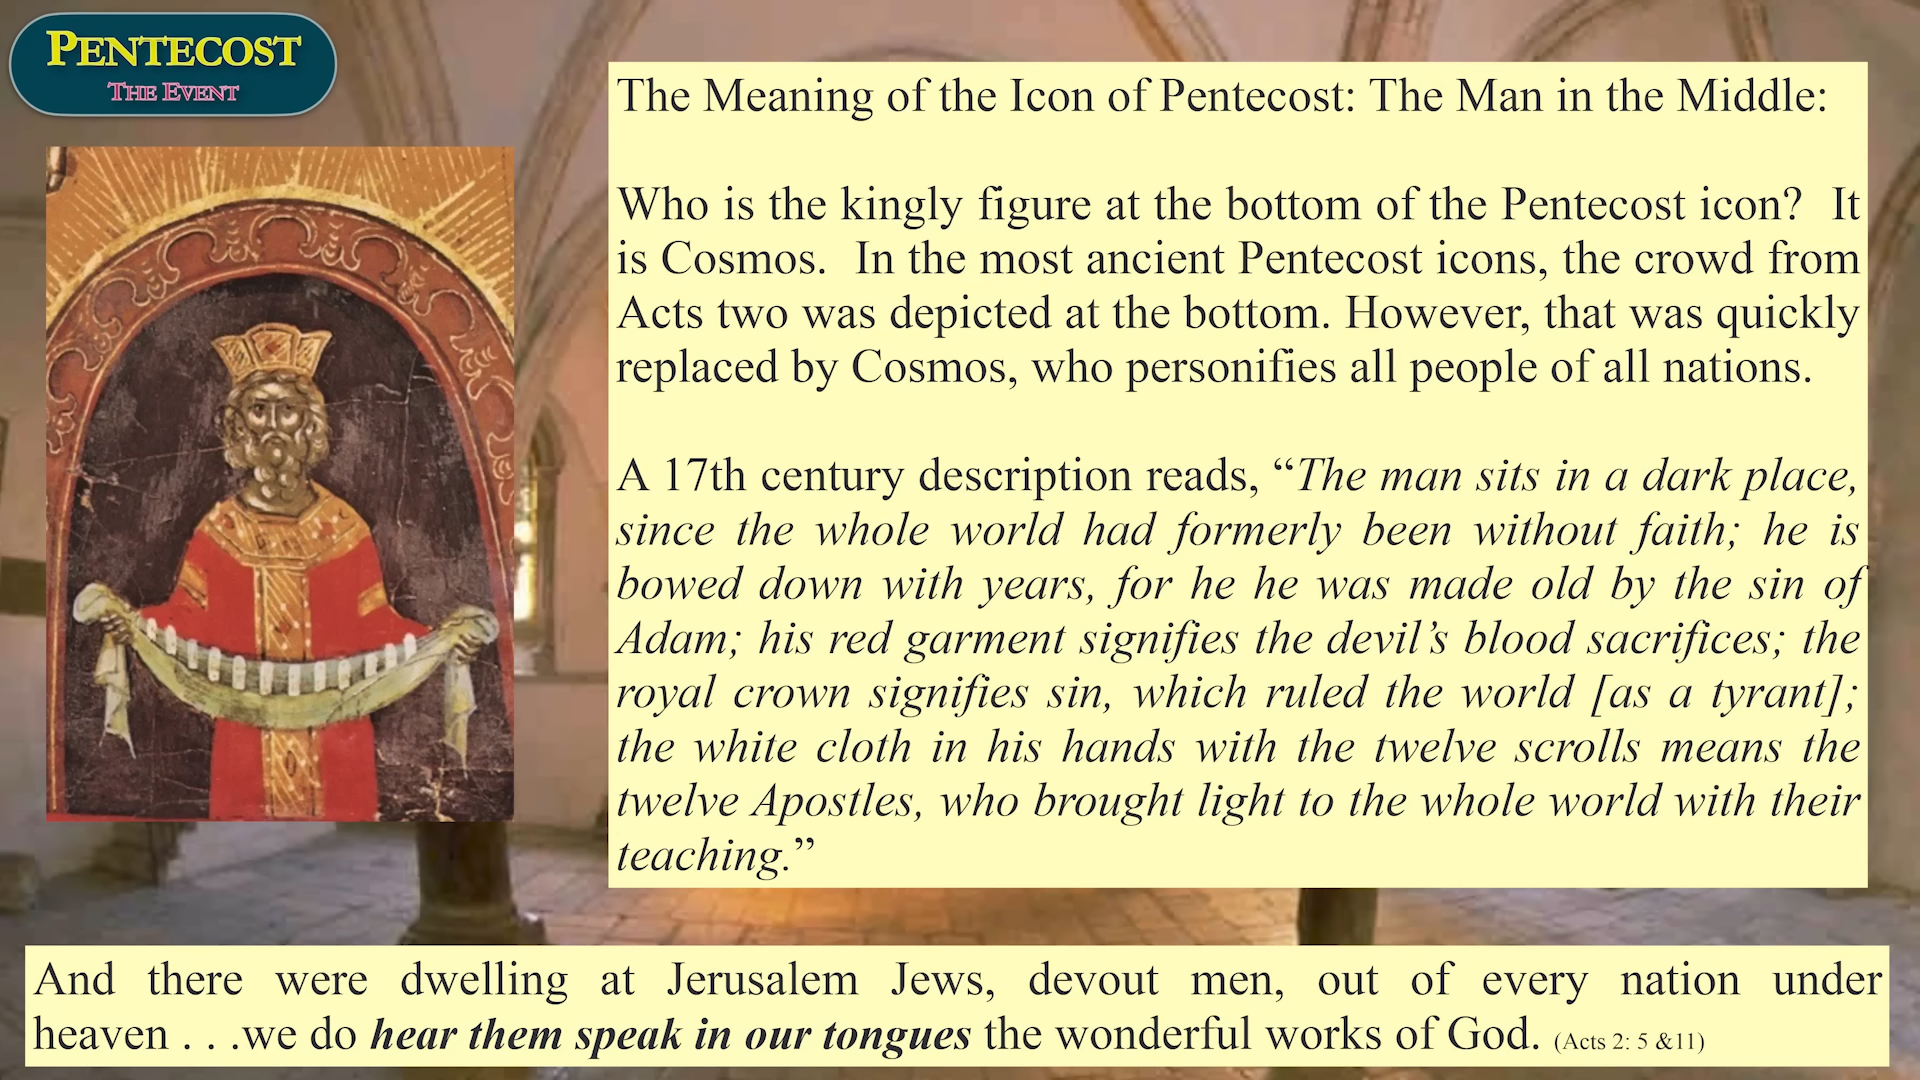 PENTECOST
THE EVENT
The Meaning of the Icon of Pentecost: The Man in the Middle:
Who is the kingly figure at the bottom of the Pentecost icon? It
is Cosmos. In the most ancient Pentecost icons, the crowd from
Acts two was depicted at the bottom. However, that was quickly
replaced by Cosmos, who personifies all people of all nations.
A 17th century description reads, “The man sits in a dark place,
since the whole world had formerly been without faith; he is
bowed down with years, for he he was made old by the sin of
Adam; his red garment signifies the devil’s blood sacrifices; the
royal crown signifies sin, which ruled the world [as a tyrant];
the white cloth in his hands with the twelve scrolls means the
twelve Apostles, who brought light to the whole world with their
teaching.”
And there were dwelling at Jerusalem Jews, devout men, out of every nation under
heaven . . .we do hear them speak in our tongues the wonderful works of God. (Acts 2: 5 &11)